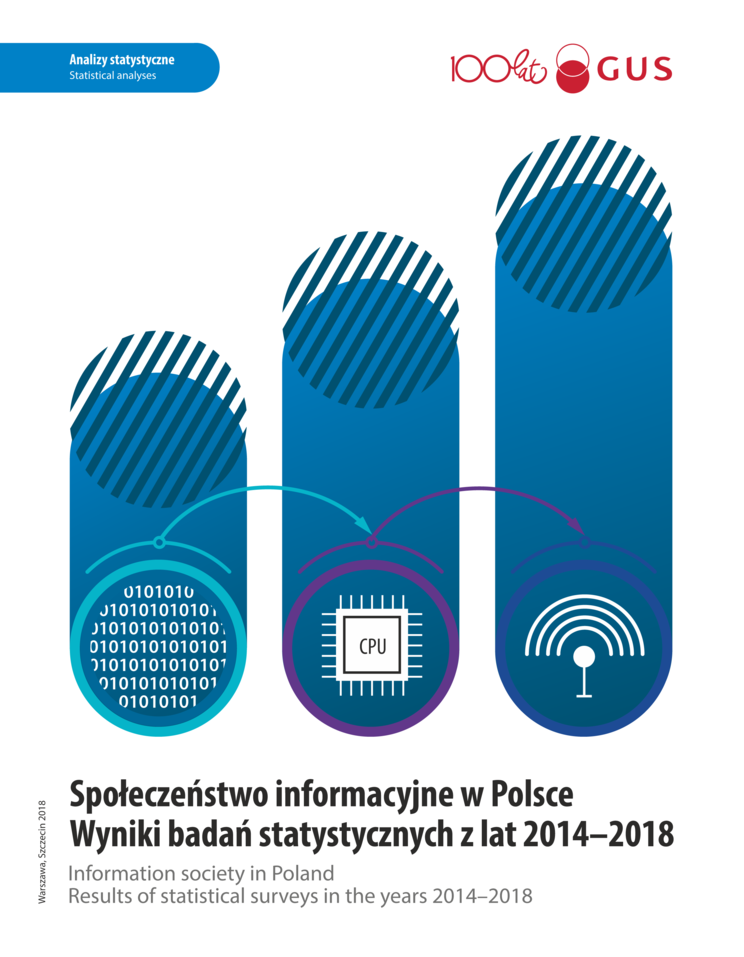 Analizy statystyczne
Statistical analyses
100 lat GUS
0101010
01010101010
0101010101010
01010101010101
01010101010101
010101010101
01010101
CPU
Społeczeństwo informacyjne w Polsce
Wyniki badań statystycznych z lat 2014–2018
Information society in Poland
Results of statistical surveys in the years 2014–2018
Warszawa, Szczecin 2018